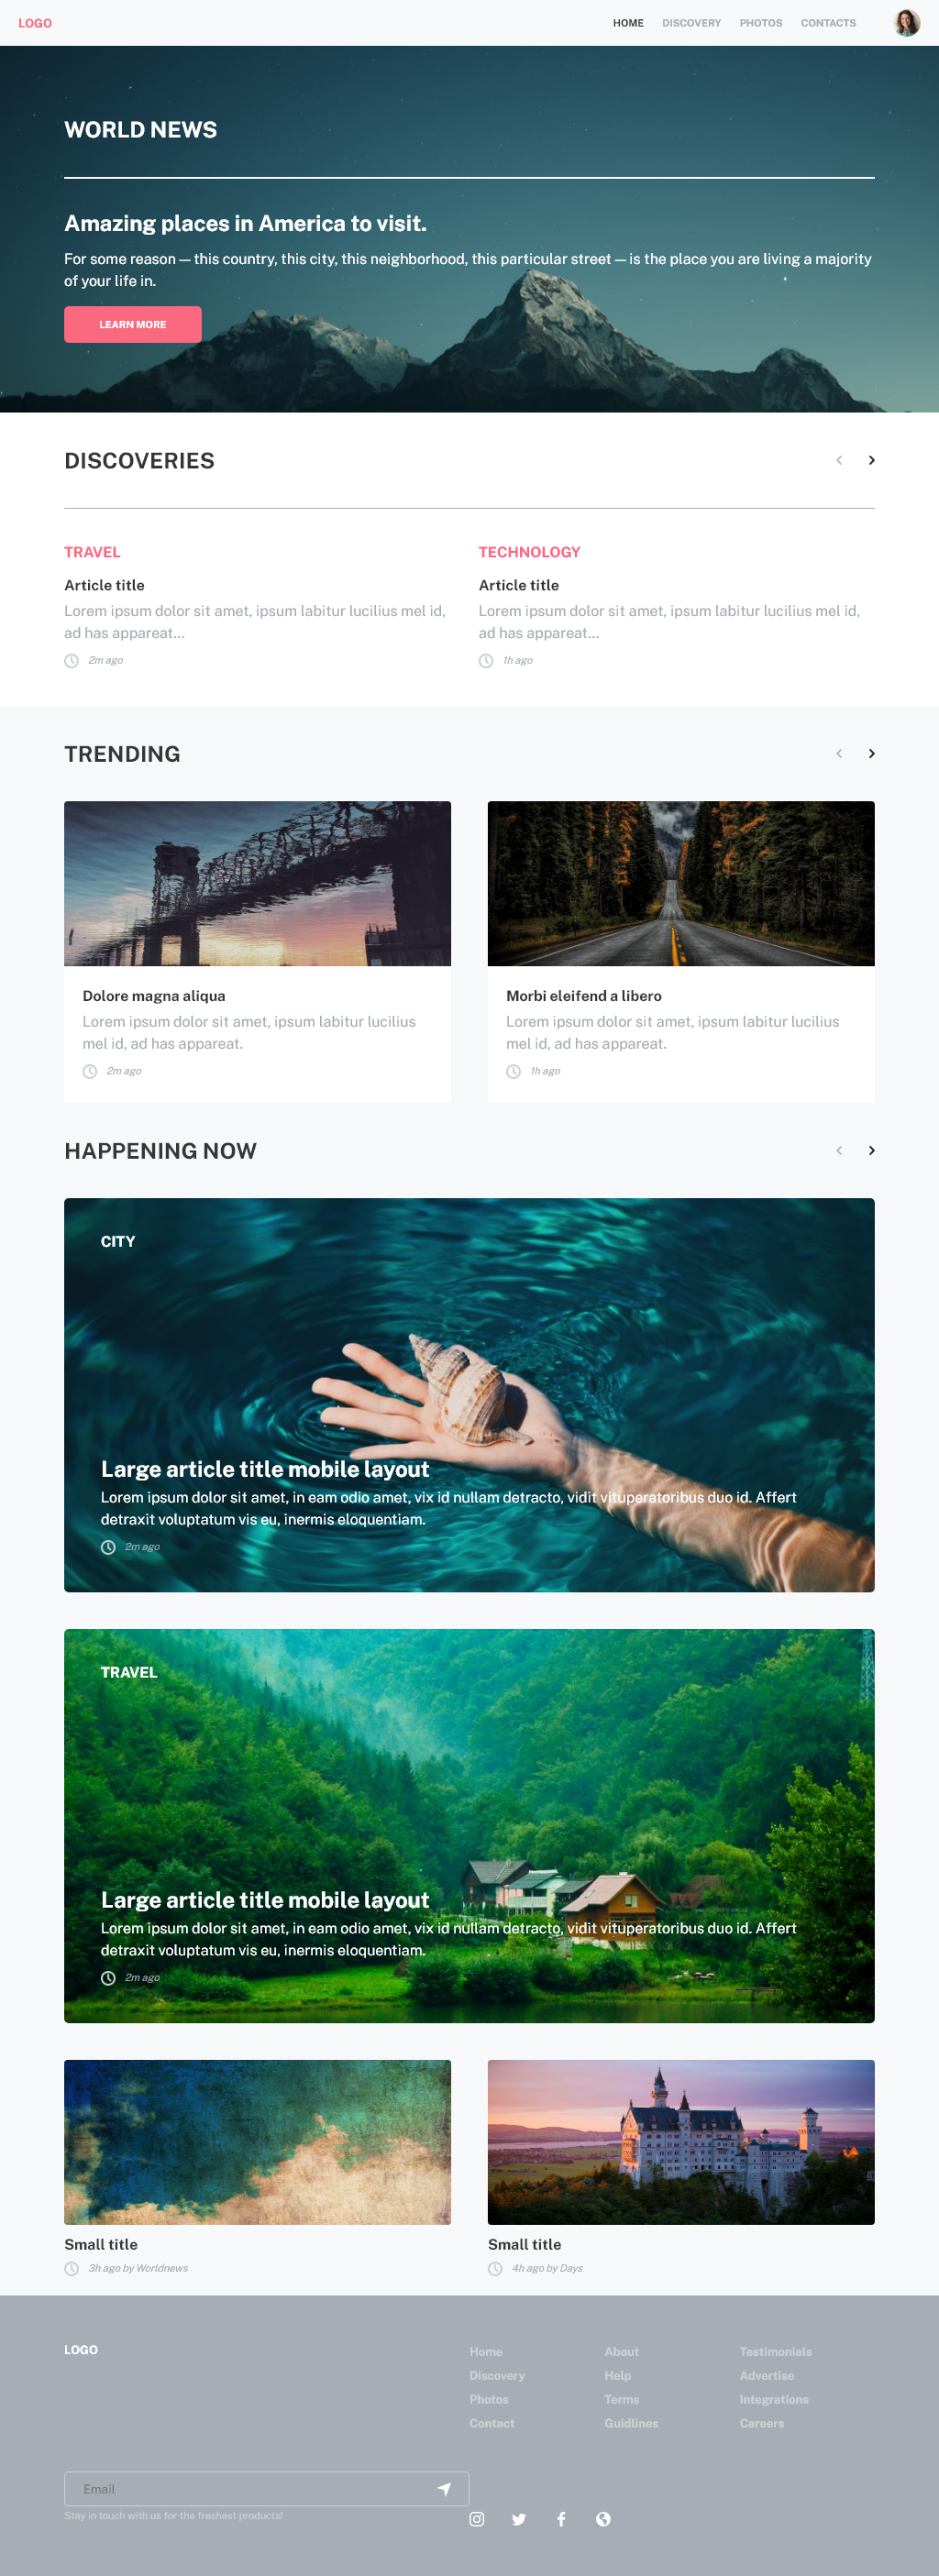 LOGO
HOME
DISCOVERY
PHOTOS
CONTACTS
WORLD NEWS
Amazing places in America to visit.
For some reason — this country, this city, this neighborhood, this particular street — is the place you are living a majority
of your life in.
LEARN MORE
DISCOVERIES
TRAVEL
Article title
Lorem ipsum dolor sit amet, ipsum labitur lucilius mel id,
ad has appareat...
2m ago
TECHNOLOGY
Article title
Lorem ipsum dolor sit amet, ipsum labitur lucilius mel id,
ad has appareat...
1h ago
TRENDING
Dolore magna aliqua
Lorem ipsum dolor sit amet, ipsum labitur lucilius
mel id, ad has appareat.
2m ago
Morbi eleifend a libero
Lorem ipsum dolor sit amet, ipsum labitur lucilius
mel id, ad has appareat.
1h ago
HAPPENING NOW
CITY
Large article title mobile layout
Lorem ipsum dolor sit amet, in eam odio amet, vix id nullam detracto, vidit vituperatoribus duo id. Affert
detraxit voluptatum vis eu, inermis eloquentiam.
2m ago
TRAVEL
Large article title mobile layout
Lorem ipsum dolor sit amet, in eam odio amet, vix id nullam detracto, vidit vituperatoribus duo id. Affert
detraxit voluptatum vis eu, inermis eloquentiam.
2m ago
Small title
3h ago by Worldnews
Small title
4h ago by Days
LOGO
Home
Discovery
Photos
Contact
About
Help
Terms
Guidlines
Testimonials
Advertise
Integrations
Careers
Email
Stay in touch with us for the freshest products!